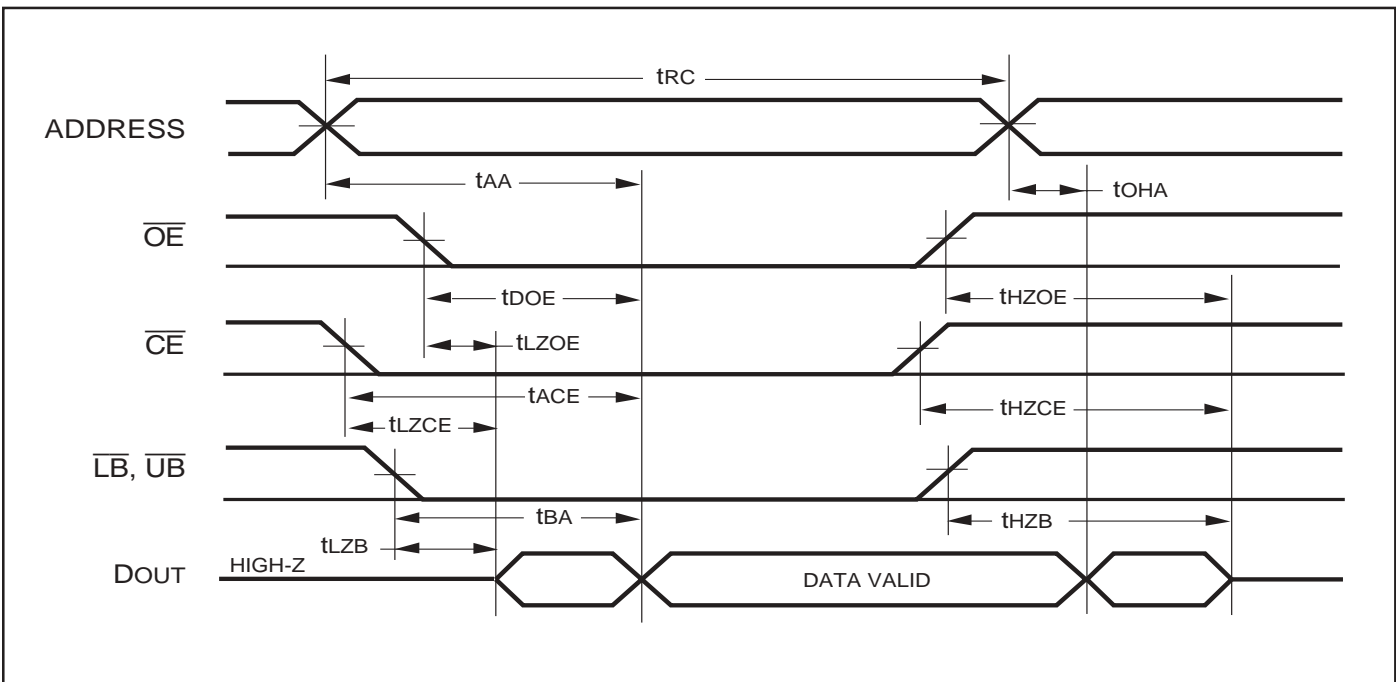 tRC
ADDRESS
tAA
tOHA
OE
tDOE
tHZOE
tLZOE
CE
tACE
tHZCE
tLZCE
LB, UB
tBA
tHZB
tLZB
DOUT
HIGH-Z
DATA VALID